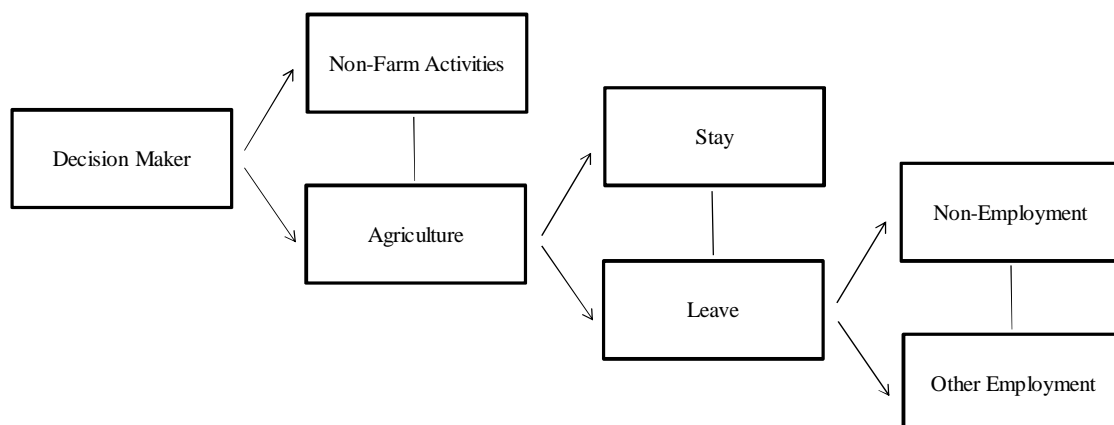 Non-Farm Activities
Decision Maker
Stay
Agriculture
Non-Employment
Leave
Other Employment